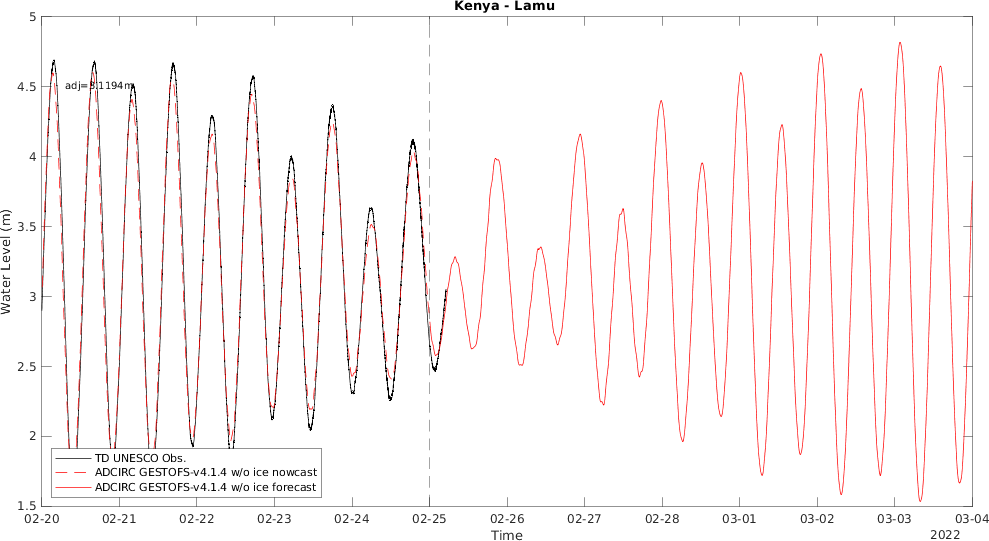 Kenya - Lamu
Water Level (m)
5
4.5
4
3.5
3
2.5
2
1.5
adj=3.1194m
TD UNESCO Obs.
ADCIRC GESTOFS-v4.1.4 w/o ice nowcast
ADCIRC GESTOFS-v4.1.4 w/o ice forecast
02-20 02-21 02-22 02-23 02-24 02-25 02-26 02-27 02-28 03-01 03-02 03-03 03-04
Time
2022